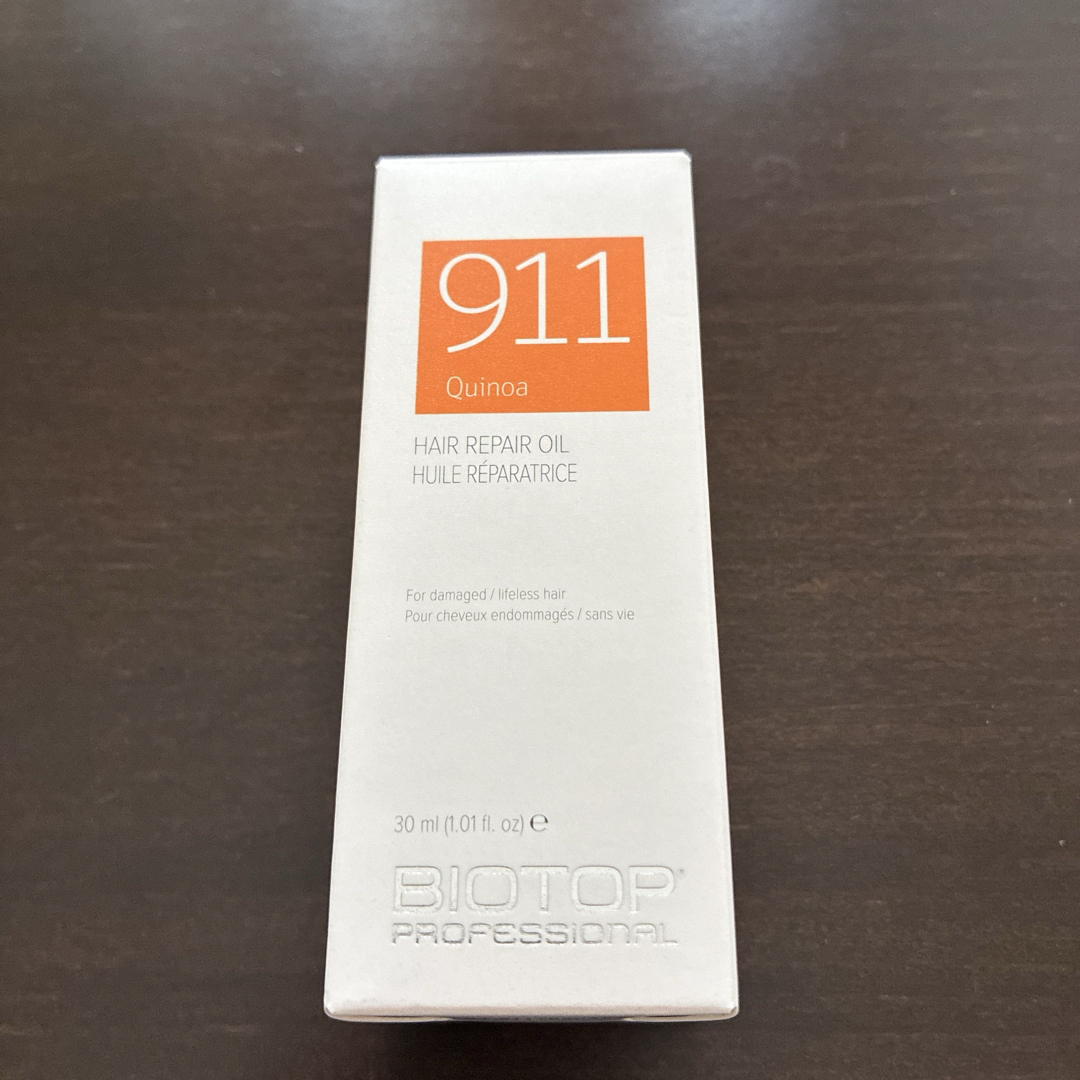 911
Quinoa
HAIR REPAIR OIL
HUILE RÉPARATRICE
For damaged / lifeless hair
Pour cheveux endommagés / sans vie
30 ml (1.01 fl. oz) ℮
BIOTOP®
PROFESSIONAL